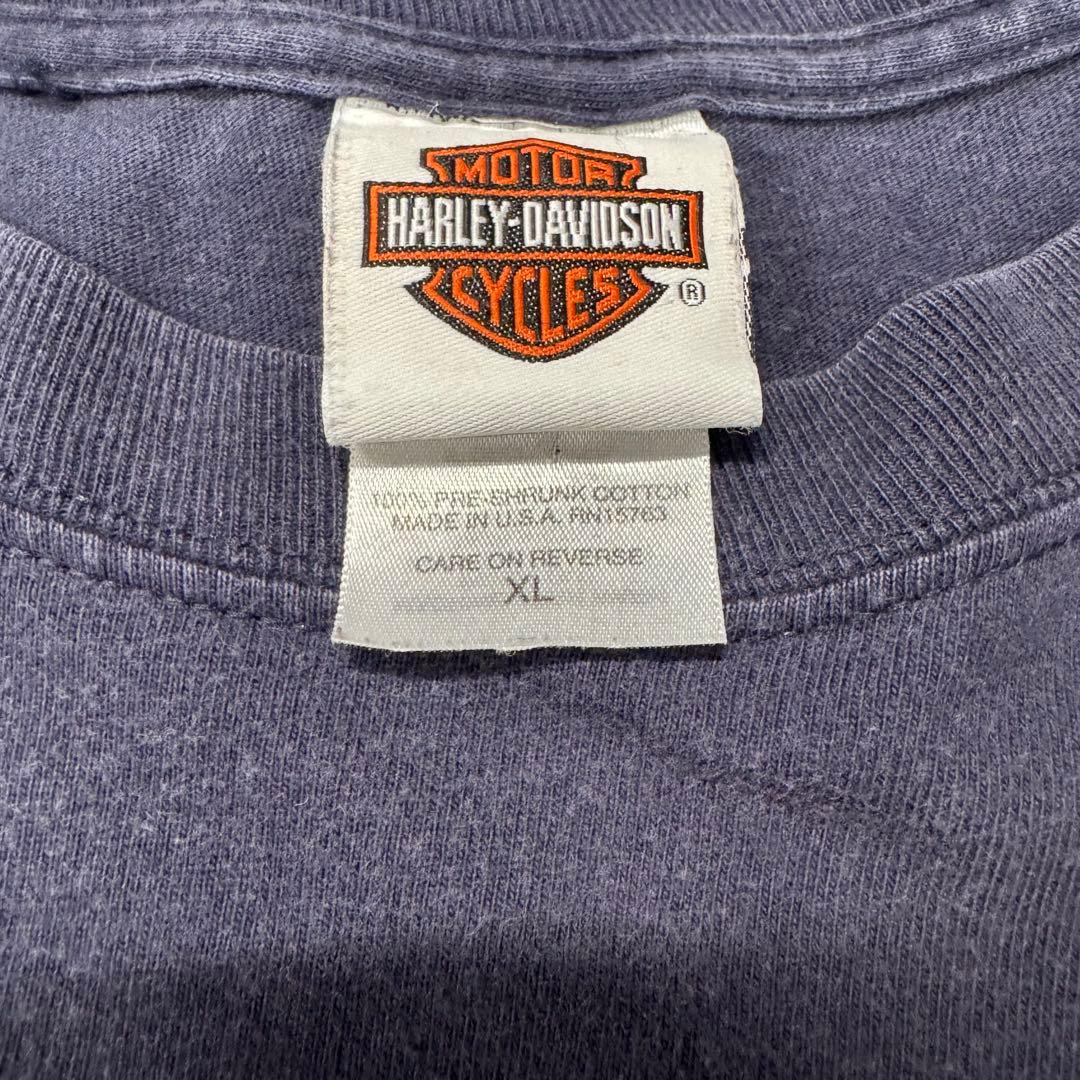 MOTOR
HARLEY-DAVIDSON
CYCLES
®
100% PRE-SHRUNK COTTON
MADE IN U.S.A. RN15763
CARE ON REVERSE
XL